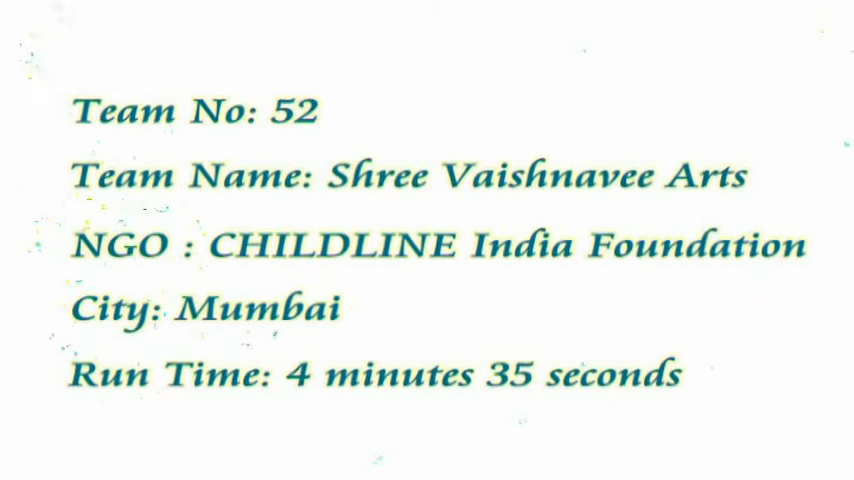 Team No: 52
Team Name: Shree Vaishnavee Arts
NGO : CHILDLINE India Foundation
City: Mumbai
Run Time: 4 minutes 35 seconds